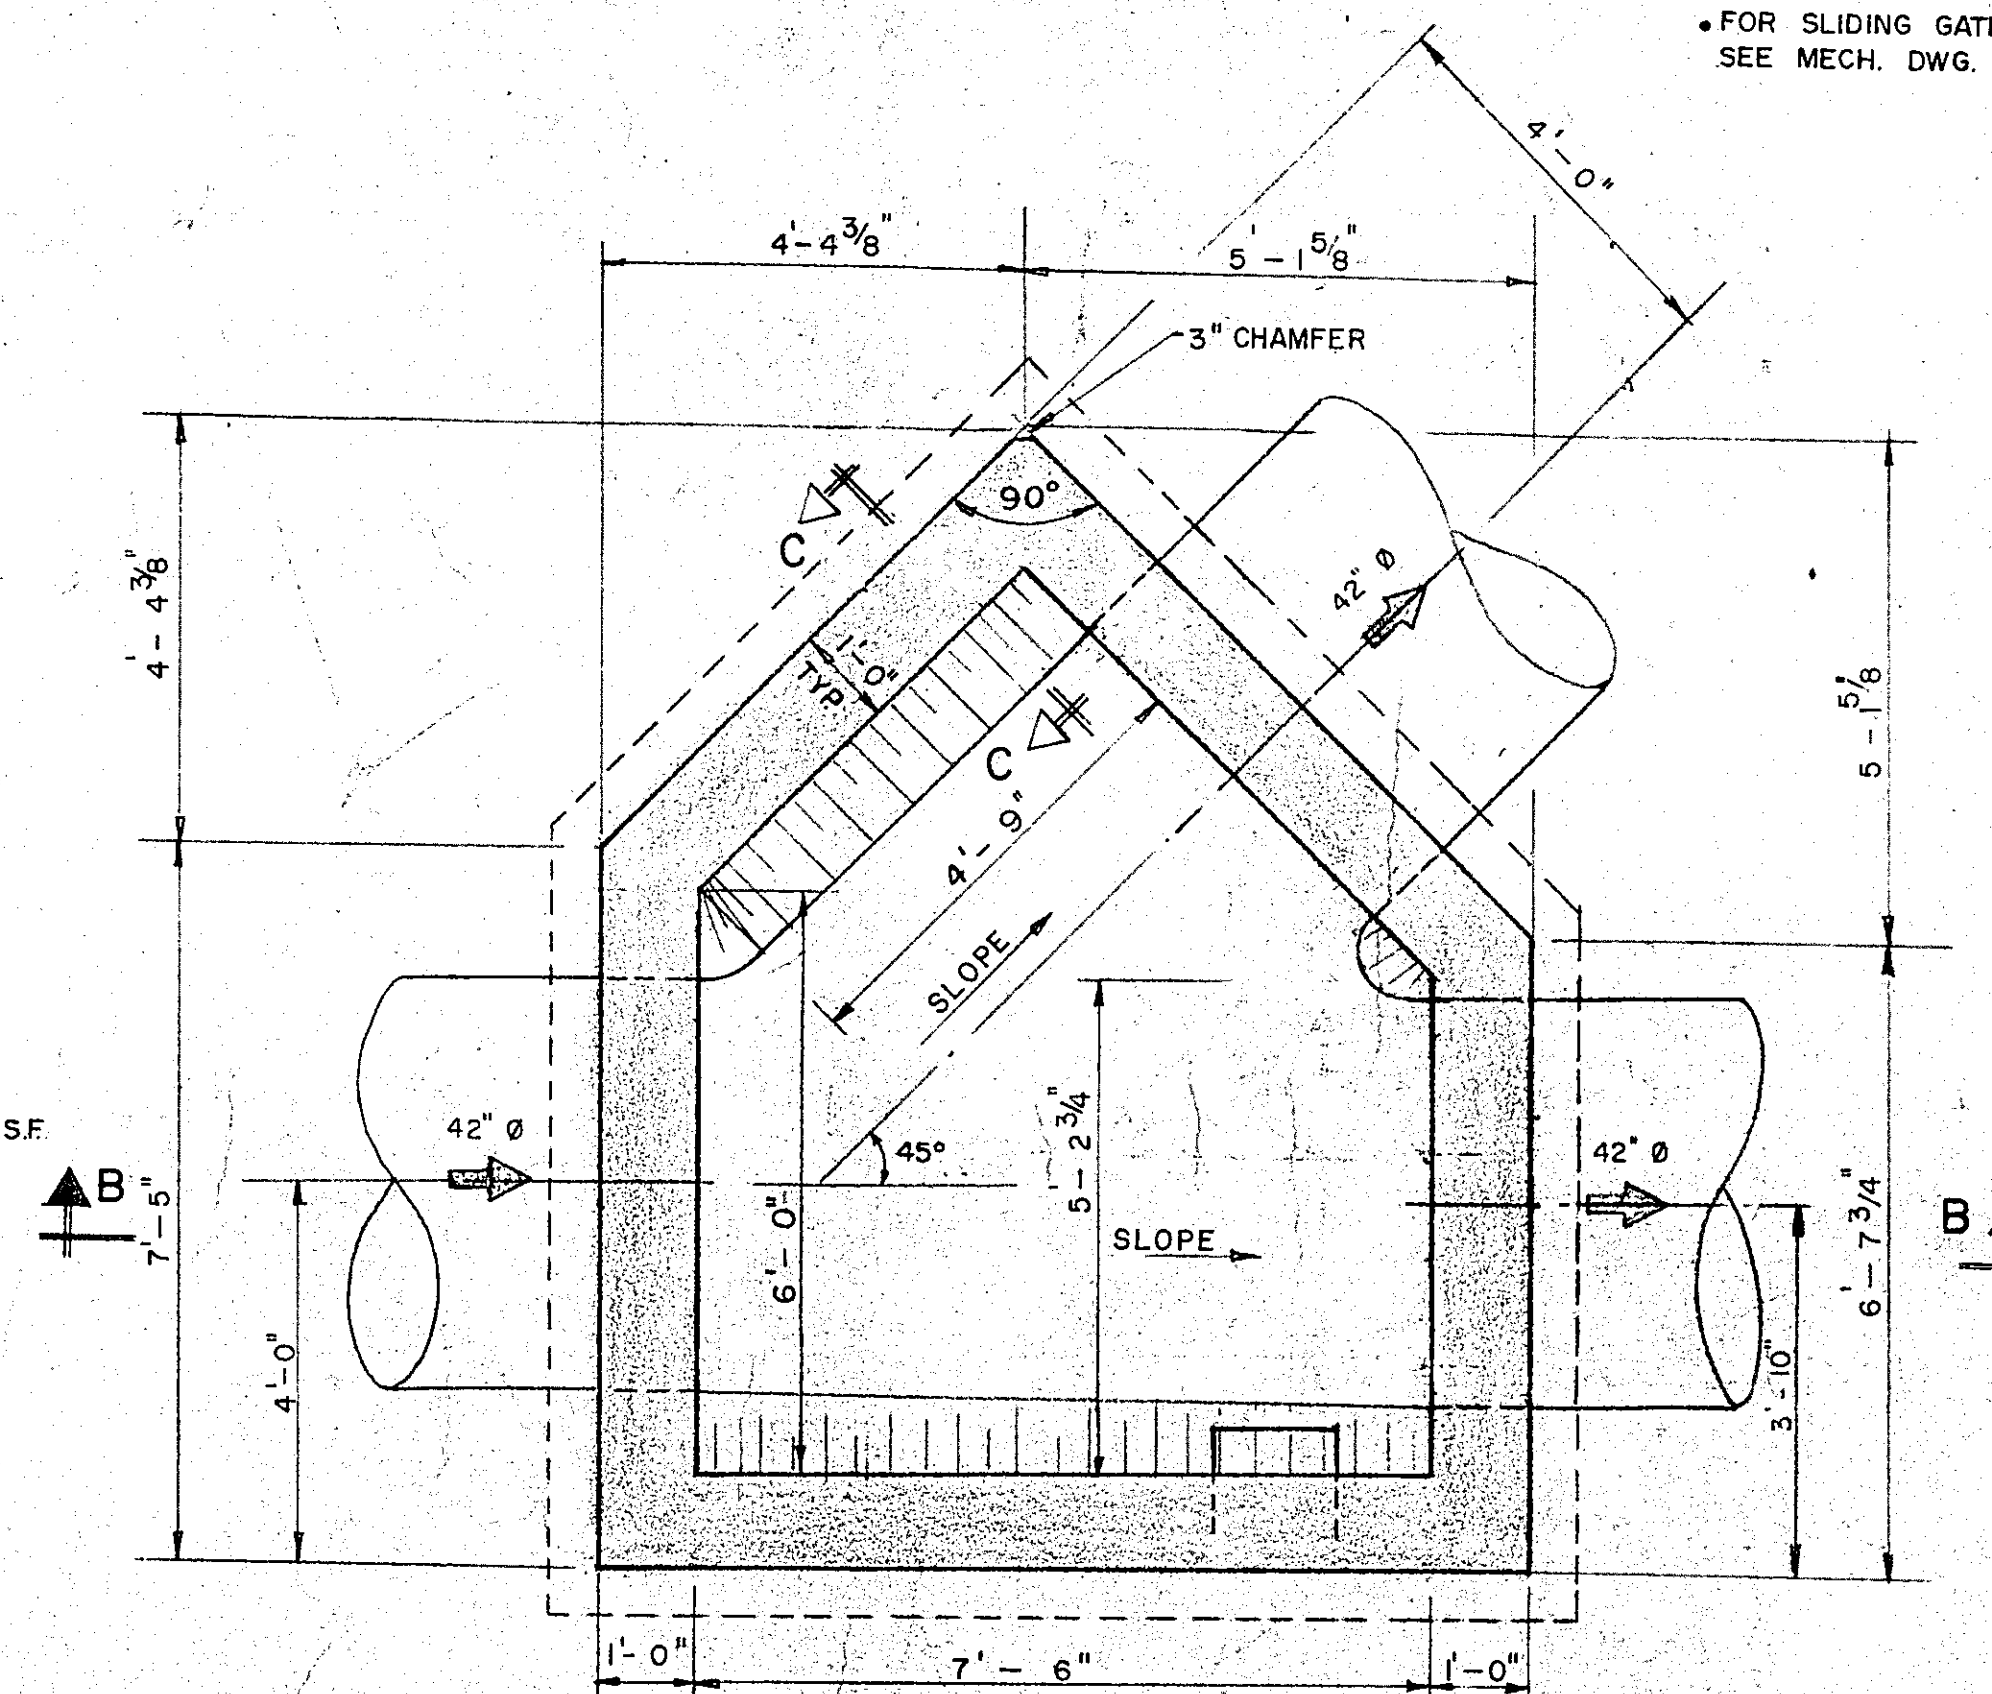 • FOR SLIDING GAT
SEE MECH. DWG.
4'-0"
4'-4 3/8"
5'-1 5/8"
3" CHAMFER
90°
C
4'-4 3/8"
1'-0"
TYP.
42" Ø
C
5'-1 5/8
4'-9"
SLOPE
S.F.
B
7'-5"
42" Ø
45°
6'-0"
5'-2 3/4"
SLOPE
42" Ø
6'-7 3/4"
B
4'-0"
3'-10"
1'-0"
7'-6"
1'-0"